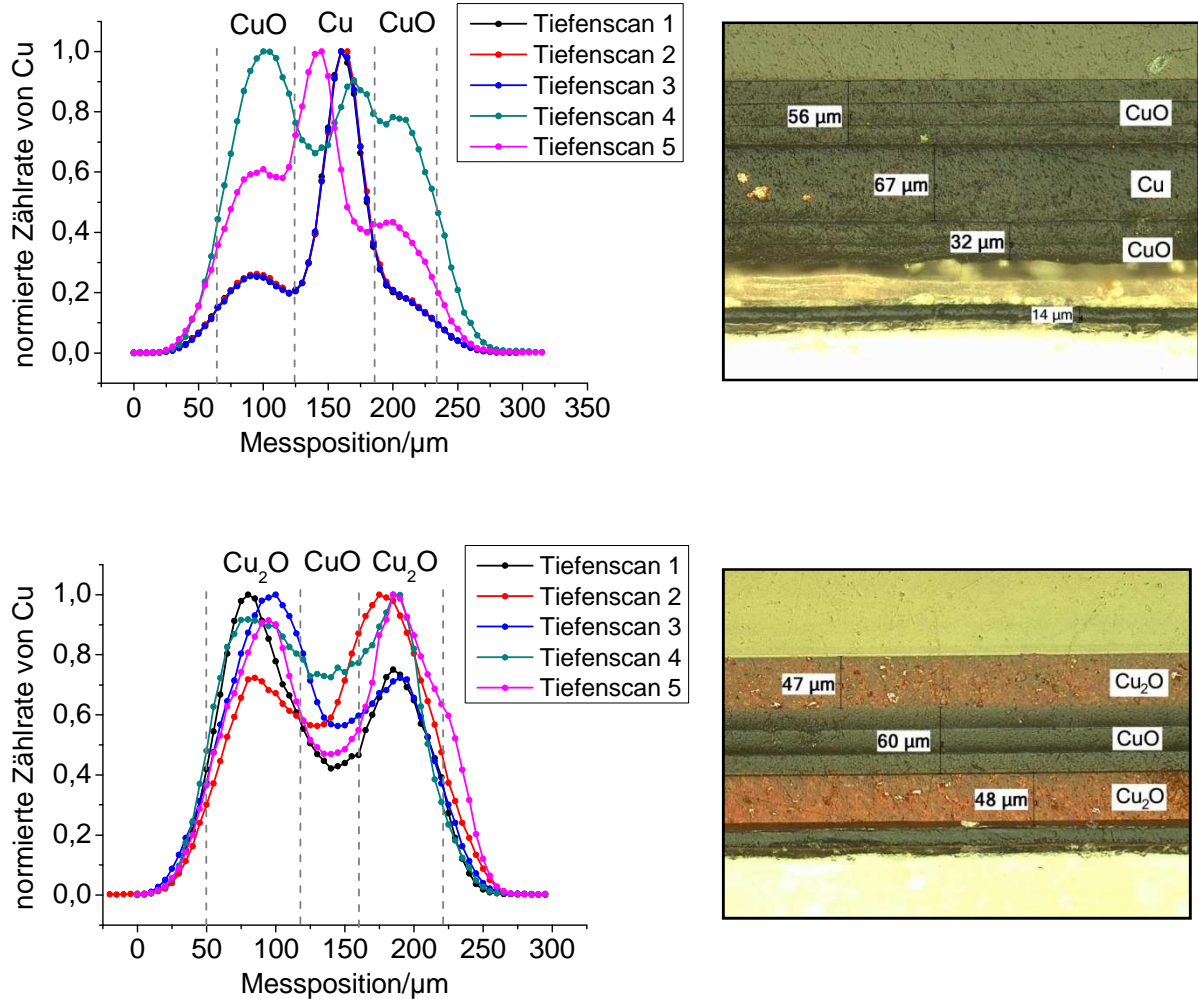 CuO Cu CuO
1,0
0,8
0,6
0,4
0,2
0,0
normierte Zählrate von Cu
Tiefenscan 1
Tiefenscan 2
Tiefenscan 3
Tiefenscan 4
Tiefenscan 5
0 50 100 150 200 250 300 350
Messposition/µm
56 µm
CuO
67 µm
Cu
32 µm
CuO
14 µm
Cu₂O CuO Cu₂O
1,0
0,8
0,6
0,4
0,2
0,0
normierte Zählrate von Cu
Tiefenscan 1
Tiefenscan 2
Tiefenscan 3
Tiefenscan 4
Tiefenscan 5
0 50 100 150 200 250 300
Messposition/µm
47 µm
Cu₂O
60 µm
CuO
48 µm
Cu₂O